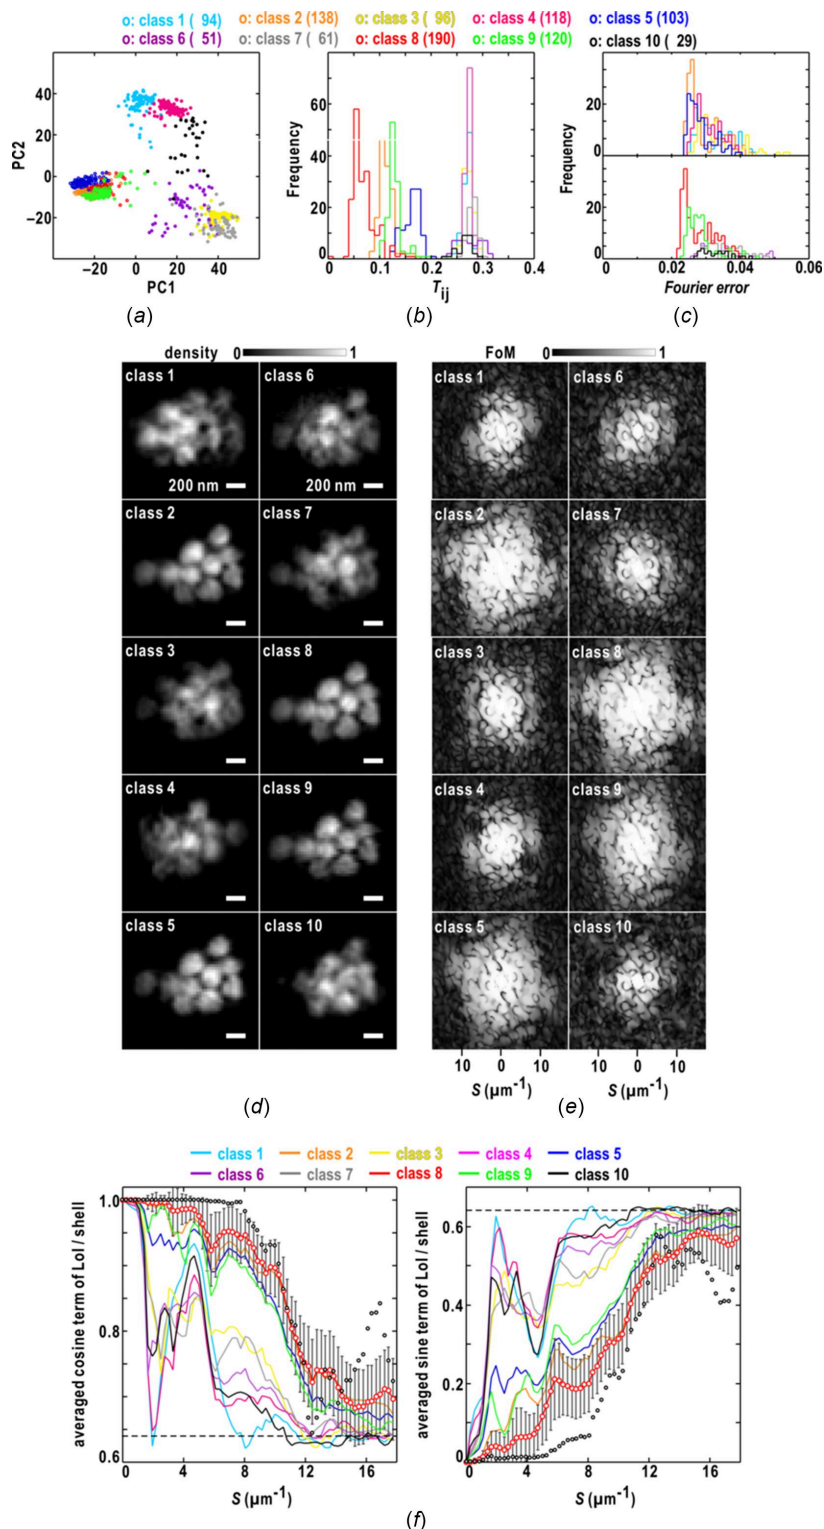 o: class 1 ( 94) o: class 2 (138) o: class 3 ( 96) o: class 4 (118) o: class 5 (103)
o: class 6 ( 51) o: class 7 ( 61) o: class 8 (190) o: class 9 (120) o: class 10 ( 29)
PC2
40
20
0
−20
−20 0 20 40
PC1
Frequency
60
40
20
0
0 0.1 0.2 0.3 0.4
Tij
Frequency
20
0
20
0
0 0.02 0.04 0.06
Fourier error
(a) (b) (c)
density 0 1
FoM 0 1
class 1 class 6
200 nm 200 nm
class 2 class 7
class 3 class 8
class 4 class 9
class 5 class 10
class 1 class 6
class 2 class 7
class 3 class 8
class 4 class 9
class 5 class 10
10 0 10 10 0 10
S (µm-1) S (µm-1)
(d) (e)
class 1 class 2 class 3 class 4 class 5
class 6 class 7 class 8 class 9 class 10
averaged cosine term of LoI / shell
1.0
0.8
0.6
0 4 8 12 16
S (µm-1)
averaged sine term of LoI / shell
0.6
0.4
0.2
0
0 4 8 12 16
S (µm-1)
(f)